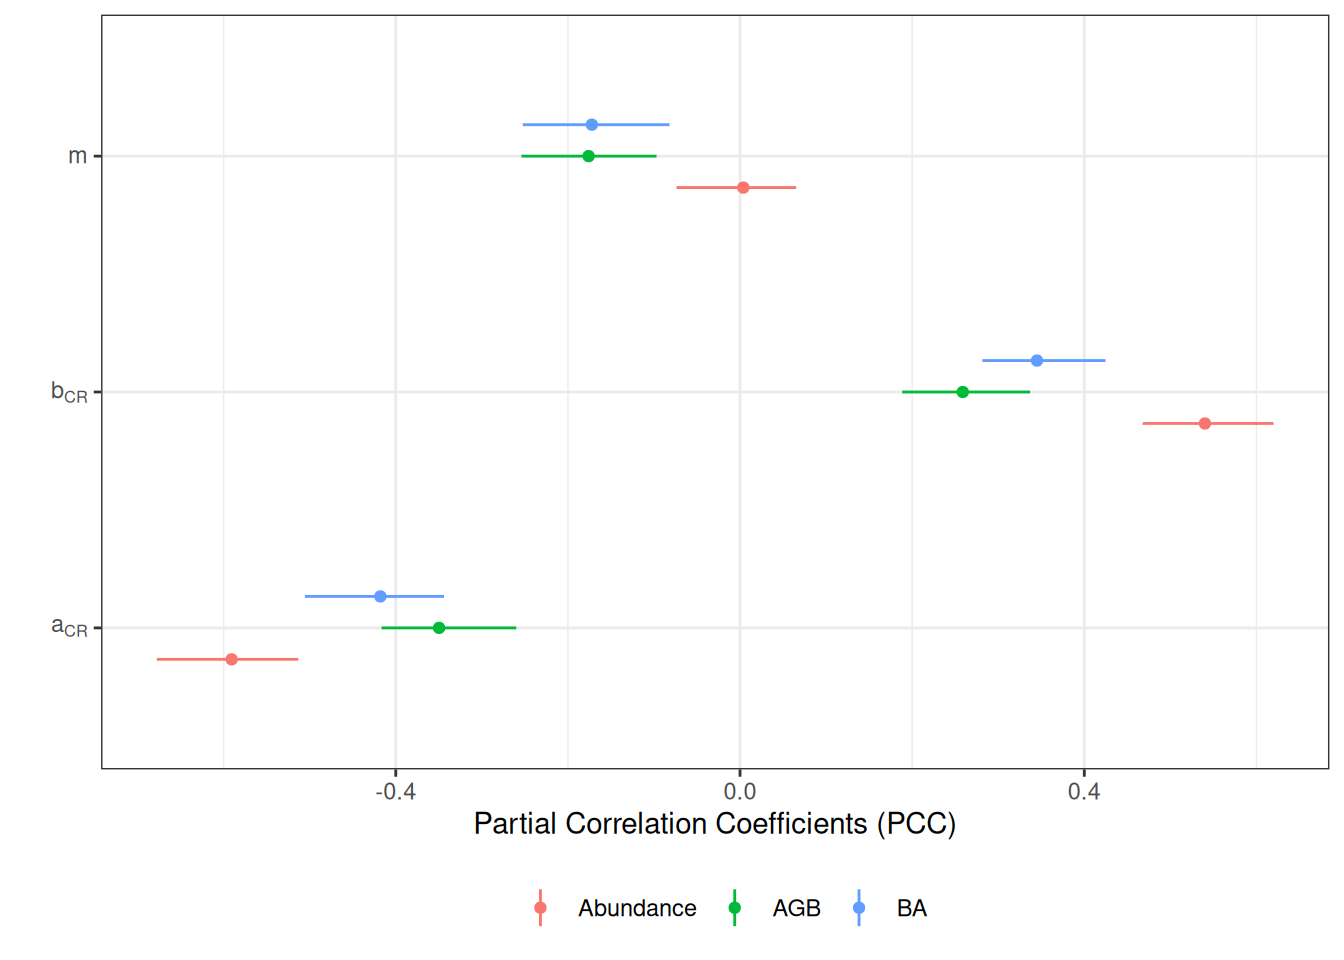 m
bCR
aCR
-0.4 0.0 0.4
Partial Correlation Coefficients (PCC)
Abundance AGB BA